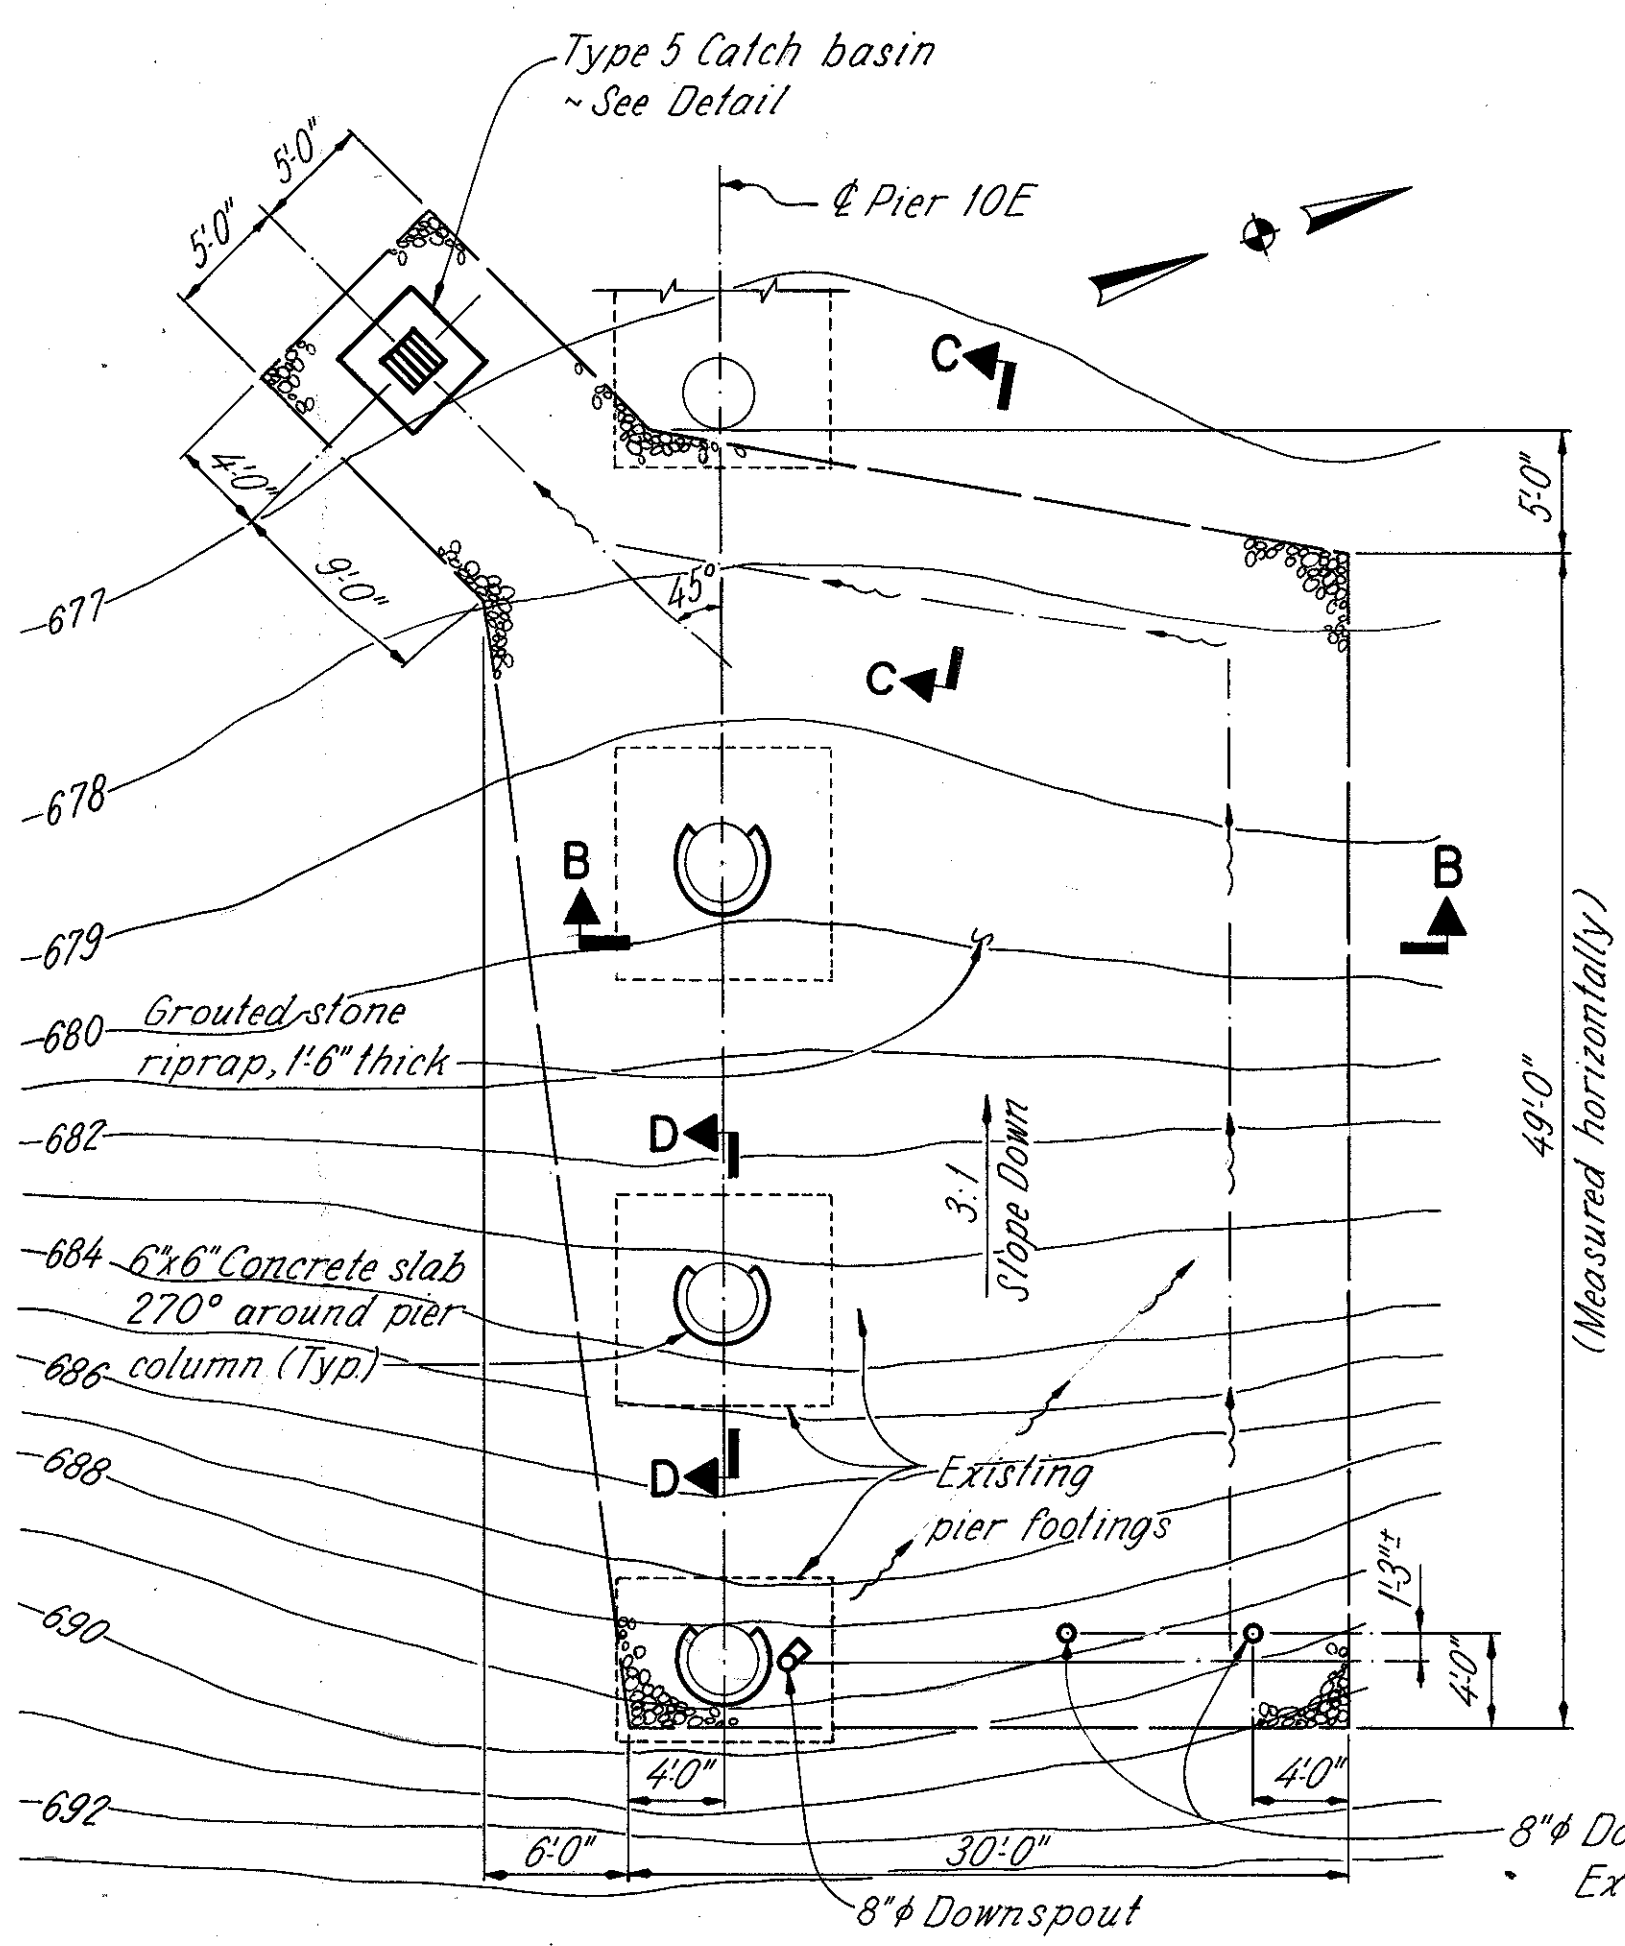 Type 5 Catch basin
~ See Detail
5'-0"
5'-0"
℄ Pier 10E
C
5'-0"
4'-0"
9'-0"
45°
677
C
678
B
B
679
Grouted stone
680
riprap, 1'-6" thick
49'-0"
(Measured horizontally)
682
D
3:1
Slope Down
684
6"x6" Concrete slab
270° around pier
column (Typ.)
686
688
D
Existing
pier footings
1'-3"±
690
4'-0"
4'-0"
4'-0"
692
6'-0"
30'-0"
8"ϕ Do
Ex
8"ϕ Downspout